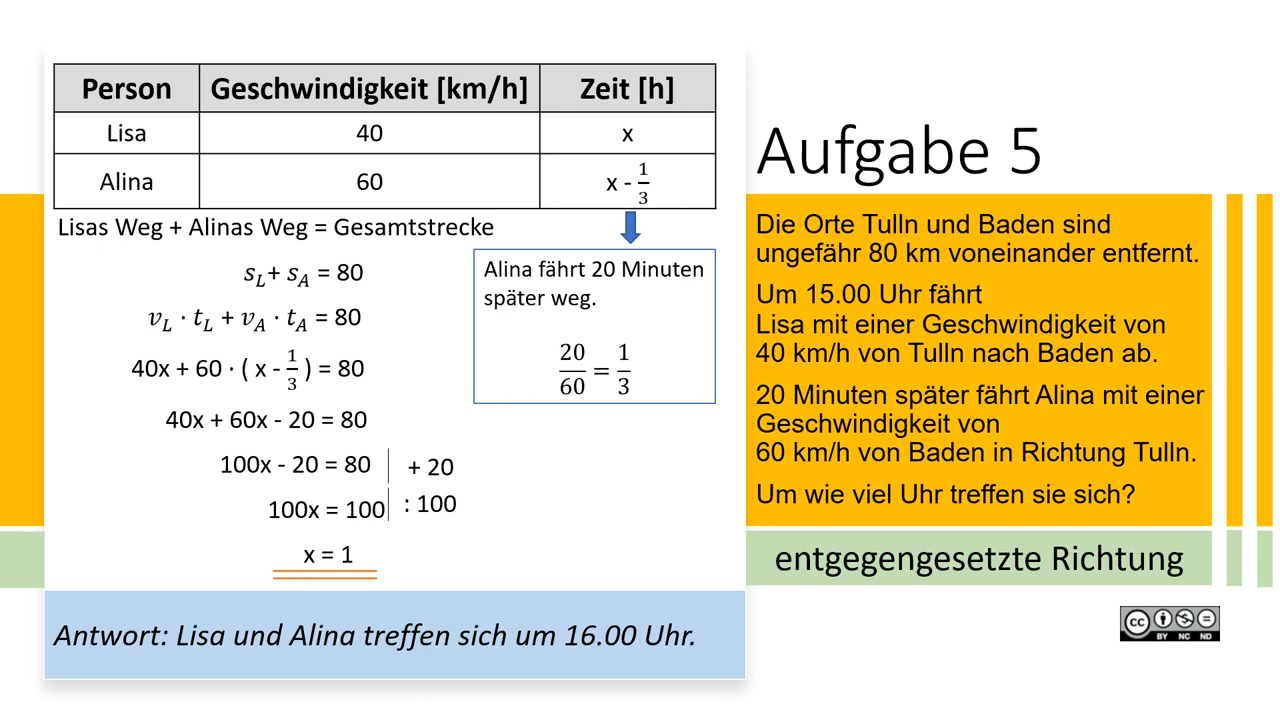 Person Geschwindigkeit [km/h] Zeit [h]
Lisa 40 x
Alina 60 x - 1/3
Lisas Weg + Alinas Weg = Gesamtstrecke
s_L + s_A = 80
v_L · t_L + v_A · t_A = 80
40x + 60 · ( x - 1/3 ) = 80
40x + 60x - 20 = 80
100x - 20 = 80 | + 20
100x = 100 | : 100
x = 1
Alina fährt 20 Minuten
später weg.
20/60 = 1/3
Antwort: Lisa und Alina treffen sich um 16.00 Uhr.
Aufgabe 5
Die Orte Tulln und Baden sind
ungefähr 80 km voneinander entfernt.
Um 15.00 Uhr fährt
Lisa mit einer Geschwindigkeit von
40 km/h von Tulln nach Baden ab.
20 Minuten später fährt Alina mit einer
Geschwindigkeit von
60 km/h von Baden in Richtung Tulln.
Um wie viel Uhr treffen sie sich?
entgegengesetzte Richtung
cc
BY NC ND